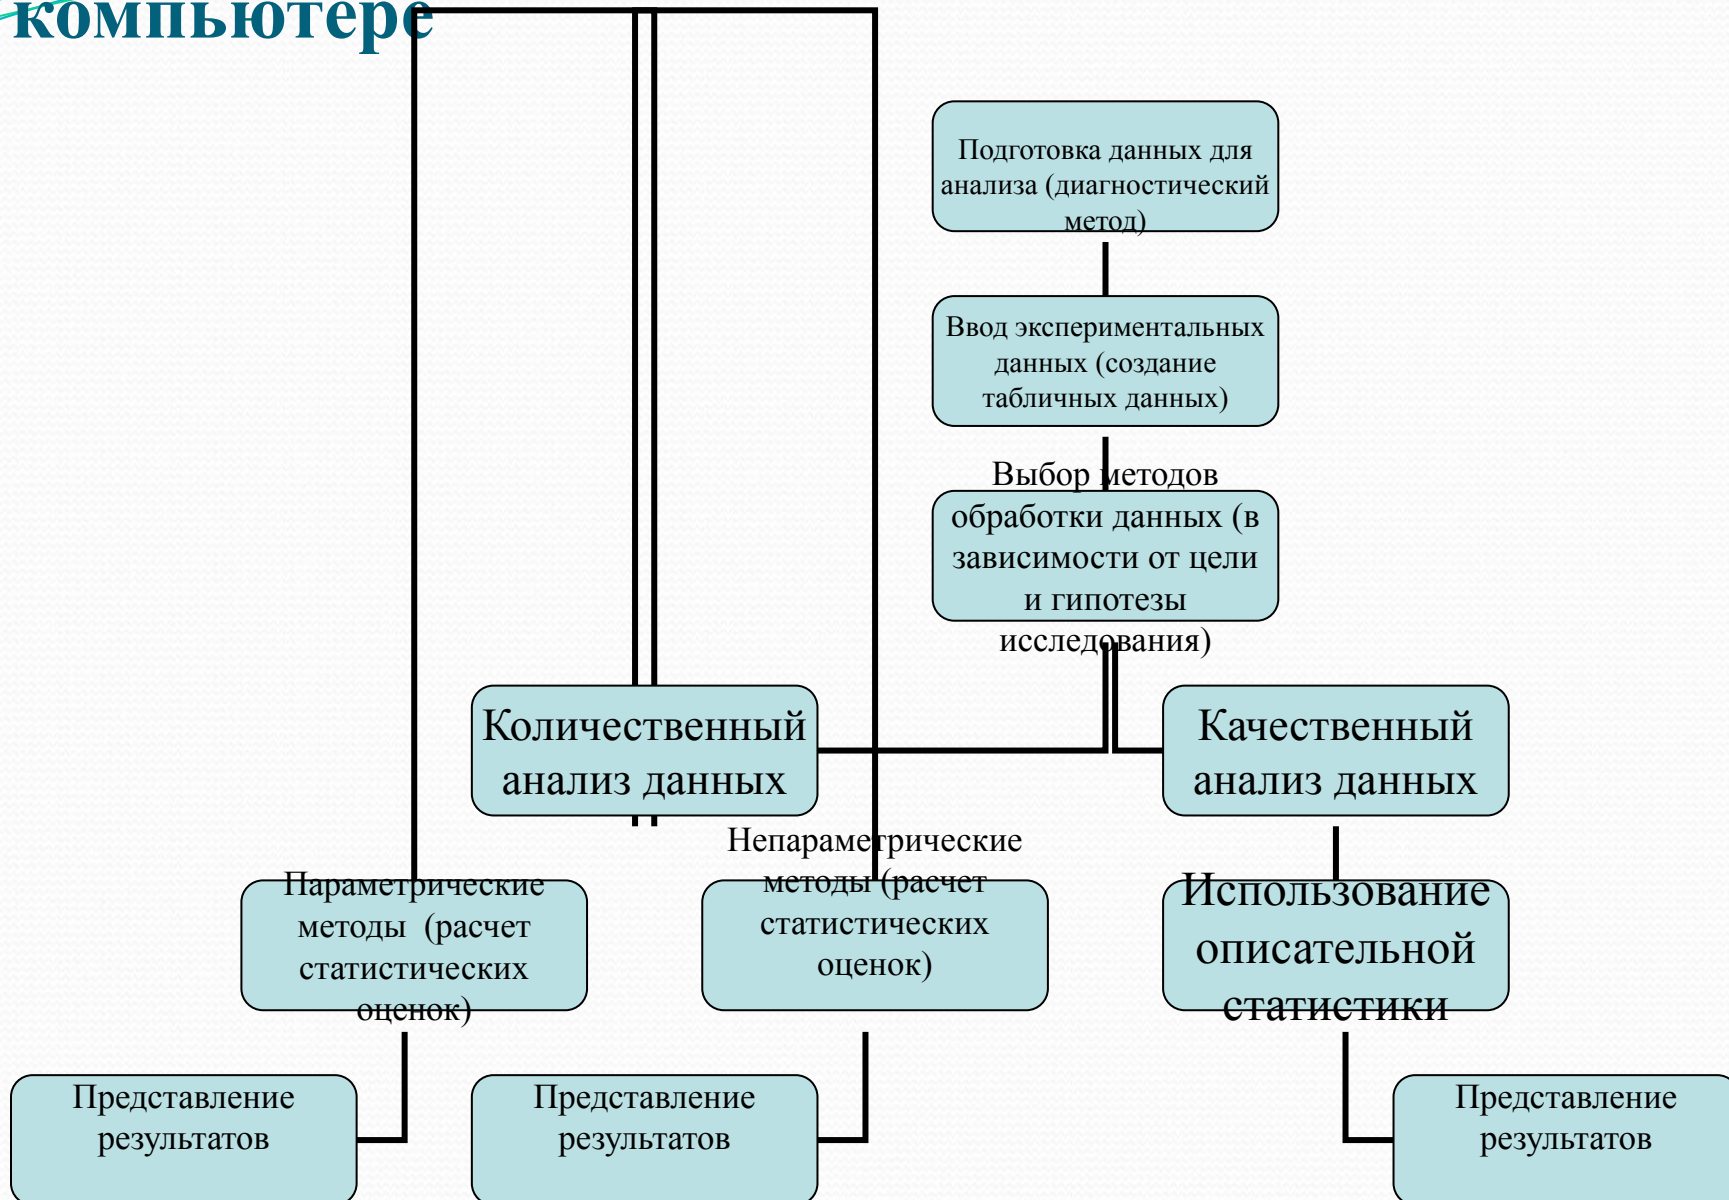 компьютере
Подготовка данных для
анализа (диагностический
метод)
Ввод экспериментальных
данных (создание
табличных данных)
Выбор методов
обработки данных (в
зависимости от цели
и гипотезы
исследования)
Количественный
анализ данных
Качественный
анализ данных
Параметрические
методы (расчет
статистических
оценок)
Непараметрические
методы (расчет
статистических
оценок)
Использование
описательной
статистики
Представление
результатов
Представление
результатов
Представление
результатов